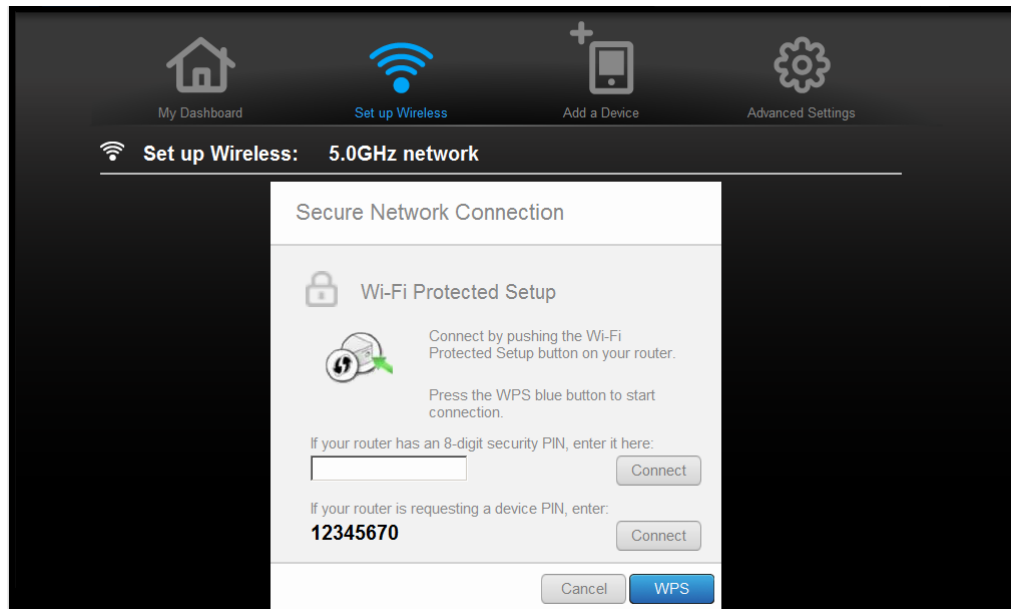 My Dashboard Set up Wireless Add a Device Advanced Settings
Set up Wireless: 5.0GHz network
Secure Network Connection
Wi-Fi Protected Setup
Connect by pushing the Wi-Fi
Protected Setup button on your router.
Press the WPS blue button to start
connection.
If your router has an 8-digit security PIN, enter it here:
Connect
If your router is requesting a device PIN, enter:
12345670 Connect
Cancel WPS